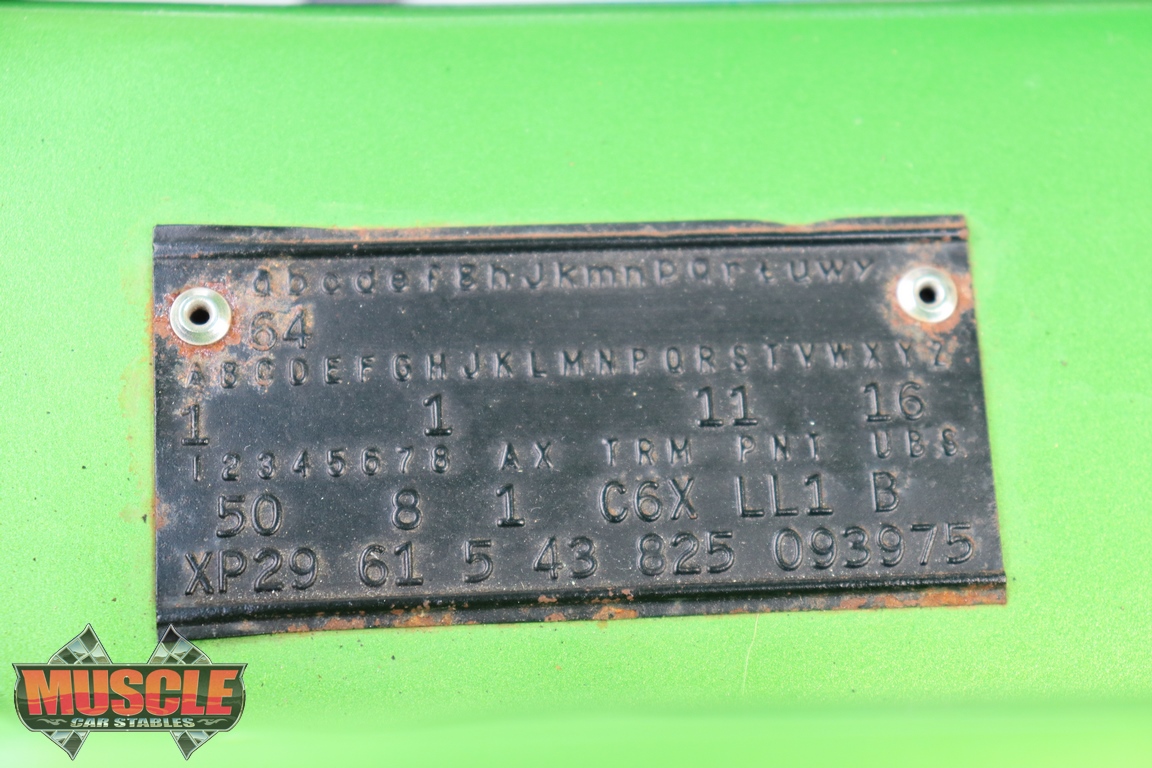 abcdefghJkmnpqrtuwy
64
ABCDEFGHJKLMNPQRSTVWXYZ
1 1 11 16
12345678 AX TRM PNT UBS
50 8 1 C6X LL1 B
XP29 61 5 43 825 093975
MUSCLE
CAR STABLES